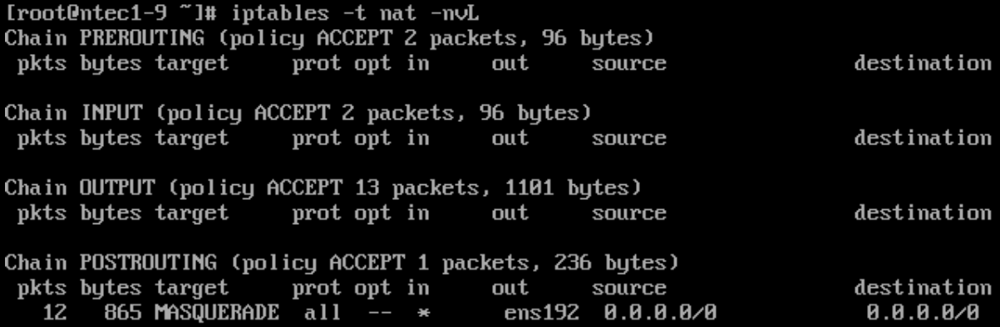 [root@ntec1-9 ~]# iptables -t nat -nvL
Chain PREROUTING (policy ACCEPT 2 packets, 96 bytes)
 pkts bytes target     prot opt in     out     source               destination

Chain INPUT (policy ACCEPT 2 packets, 96 bytes)
 pkts bytes target     prot opt in     out     source               destination

Chain OUTPUT (policy ACCEPT 13 packets, 1101 bytes)
 pkts bytes target     prot opt in     out     source               destination

Chain POSTROUTING (policy ACCEPT 1 packets, 236 bytes)
 pkts bytes target     prot opt in     out     source               destination
   12   865 MASQUERADE  all  --  *      ens192  0.0.0.0/0            0.0.0.0/0